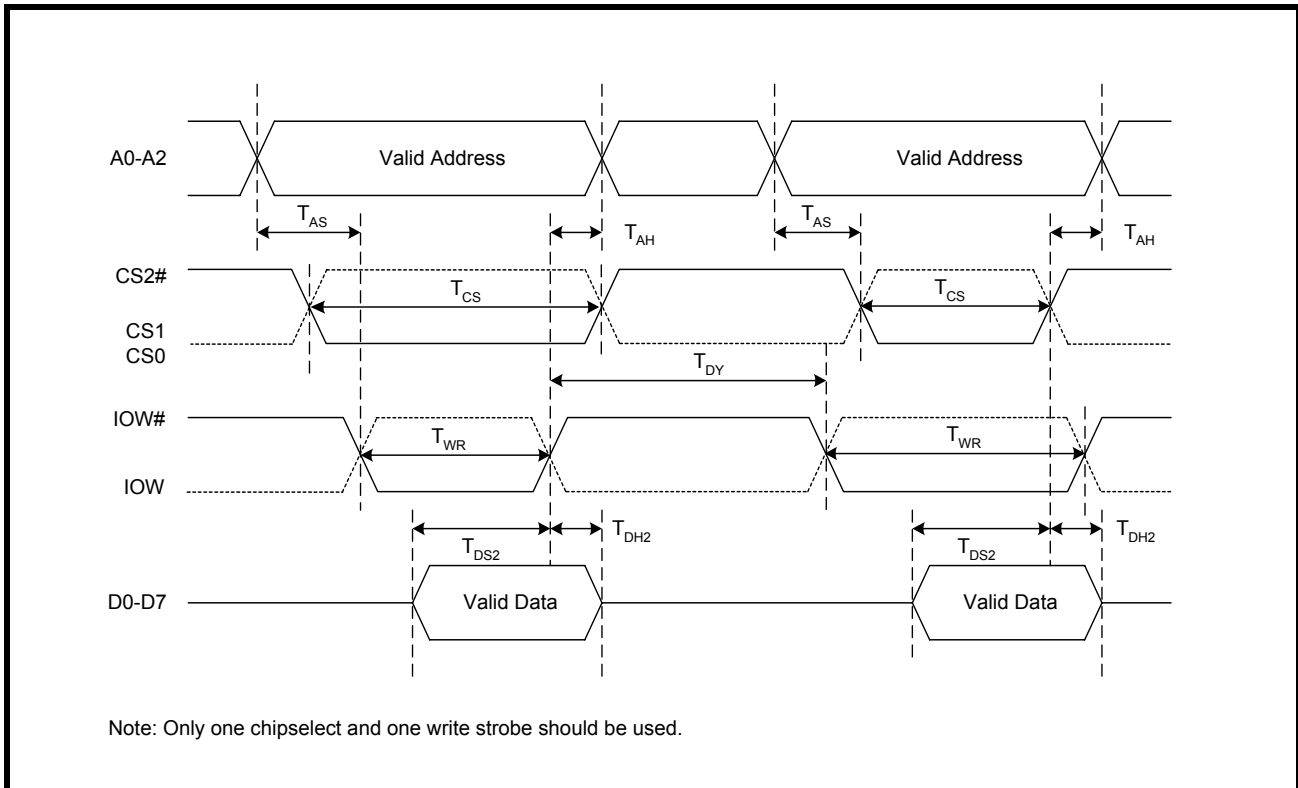 A0-A2
Valid Address
Valid Address
TAS
TAH
TAS
TAH
CS2#
TCS
TCS
CS1
CS0
TDY
IOW#
TWR
TWR
IOW
TDS2
TDH2
TDS2
TDH2
D0-D7
Valid Data
Valid Data
Note: Only one chipselect and one write strobe should be used.